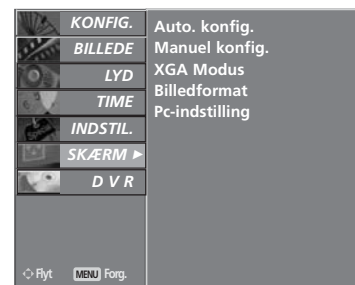 KONFIG.
BILLEDE
LYD
TIME
INDSTIL.
SKÆRM
D V R
Flyt MENU Forg.
Auto. konfig.
Manuel konfig.
XGA Modus
Billedformat
Pc-indstilling